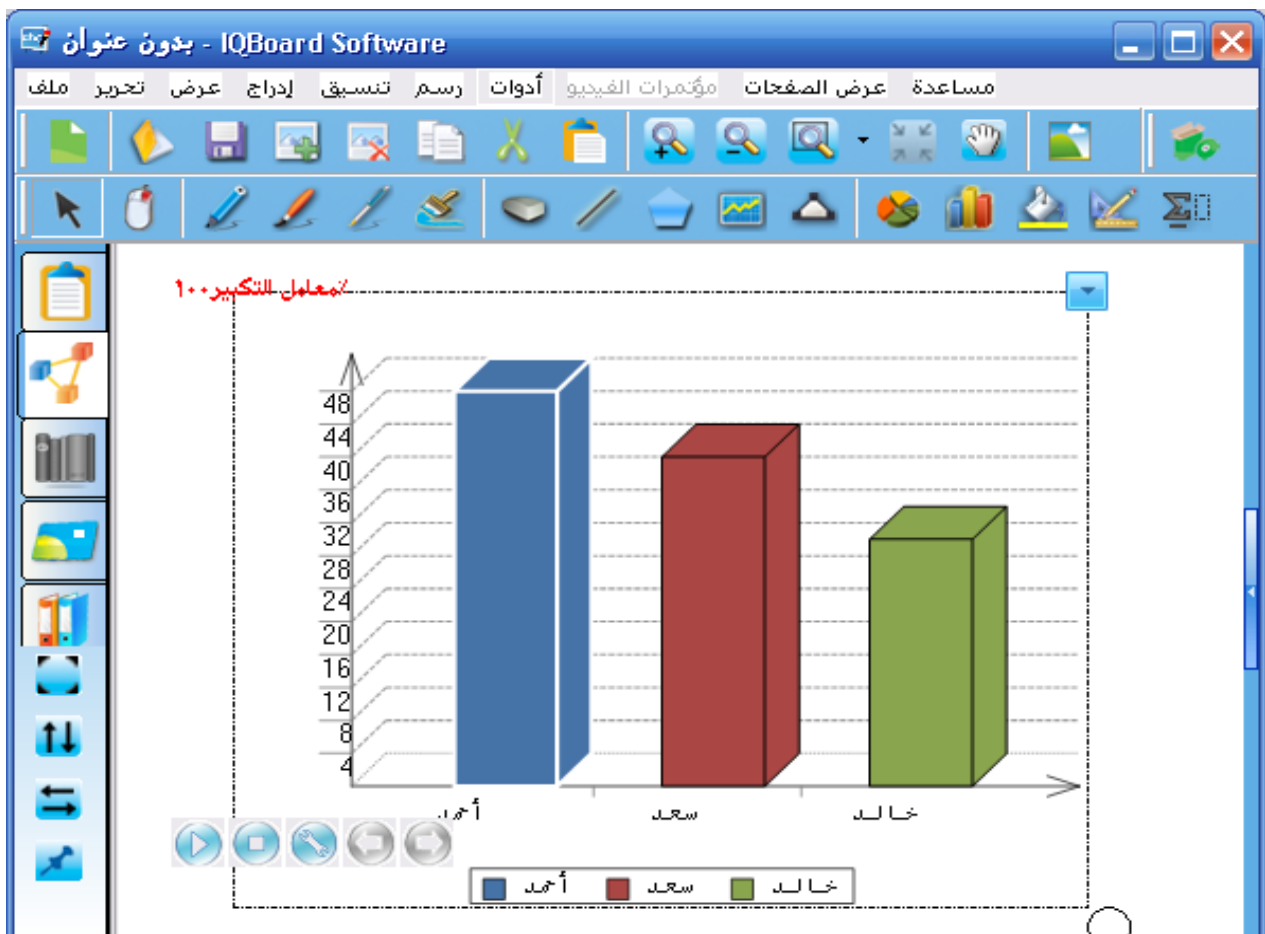 بدون عنوان - IQBoard Software
ملف تحرير عرض إدراج تنسيق رسم أدوات مؤتمرات الفيديو عرض الصفحات مساعدة
معامل التكبير١٠٠٪
48
44
40
36
32
28
24
20
16
12
8
4
أحمد سعد خالد
أحمد سعد خالد